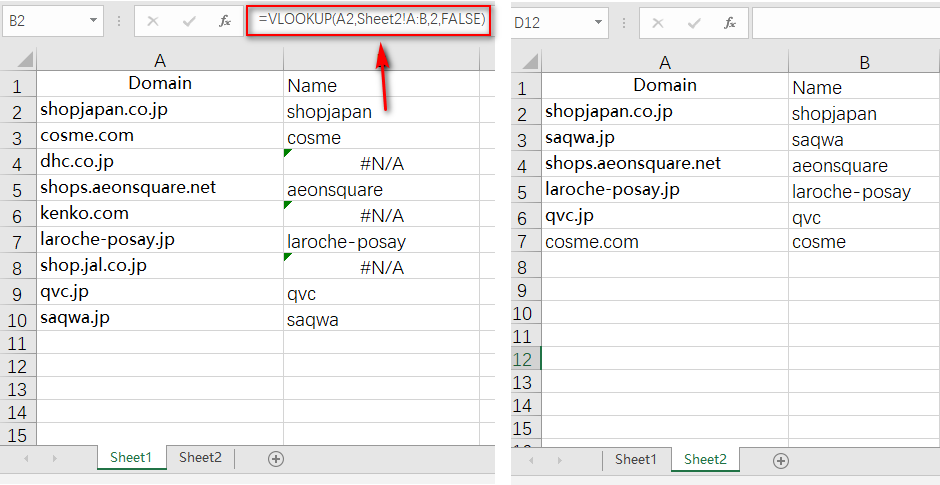 B2 fx =VLOOKUP(A2,Sheet2!A:B,2,FALSE)
A
1 Domain Name
2 shopjapan.co.jp shopjapan
3 cosme.com cosme
4 dhc.co.jp #N/A
5 shops.aeonsquare.net aeonsquare
6 kenko.com #N/A
7 laroche-posay.jp laroche-posay
8 shop.jal.co.jp #N/A
9 qvc.jp qvc
10 saqwa.jp saqwa
11
12
13
14
15
Sheet1 Sheet2
D12 fx
A B
1 Domain Name
2 shopjapan.co.jp shopjapan
3 saqwa.jp saqwa
4 shops.aeonsquare.net aeonsquare
5 laroche-posay.jp laroche-posay
6 qvc.jp qvc
7 cosme.com cosme
8
9
10
11
12
13
14
15
Sheet1 Sheet2